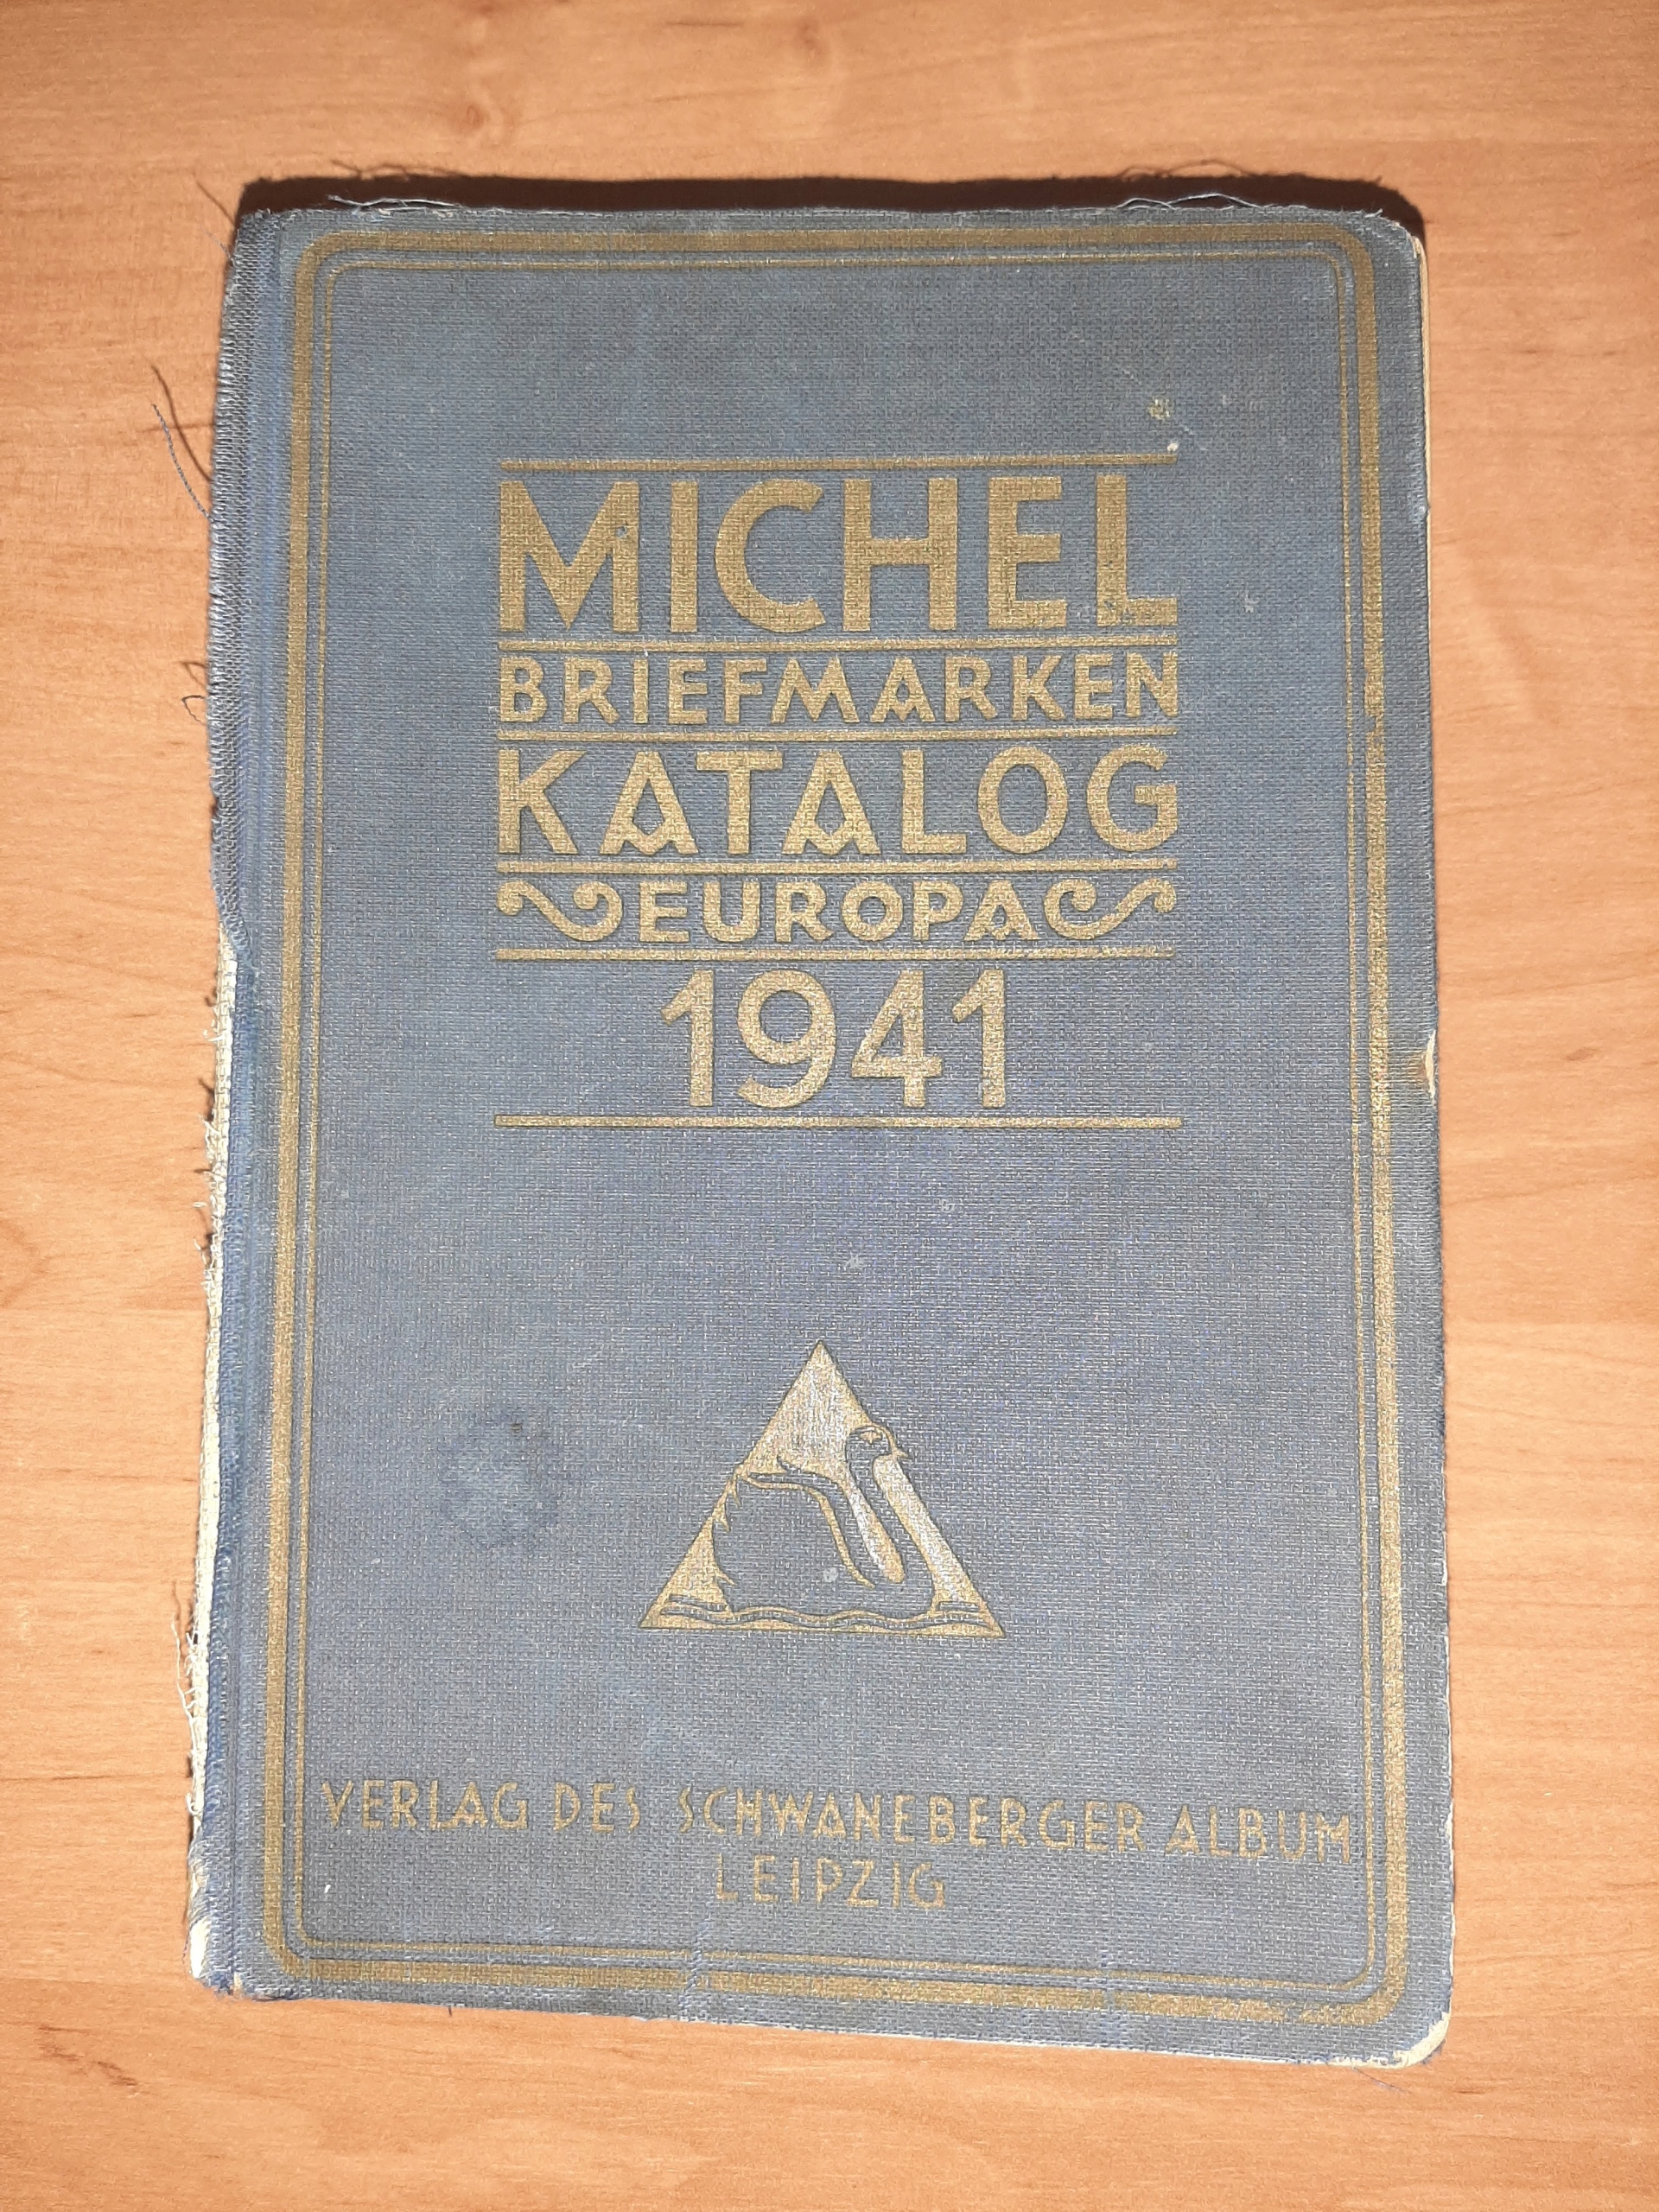 MICHEL
BRIEFMARKEN
KATALOG
EUROPA
1941
VERLAG DES SCHWANEBERGER ALBUM
LEIPZIG